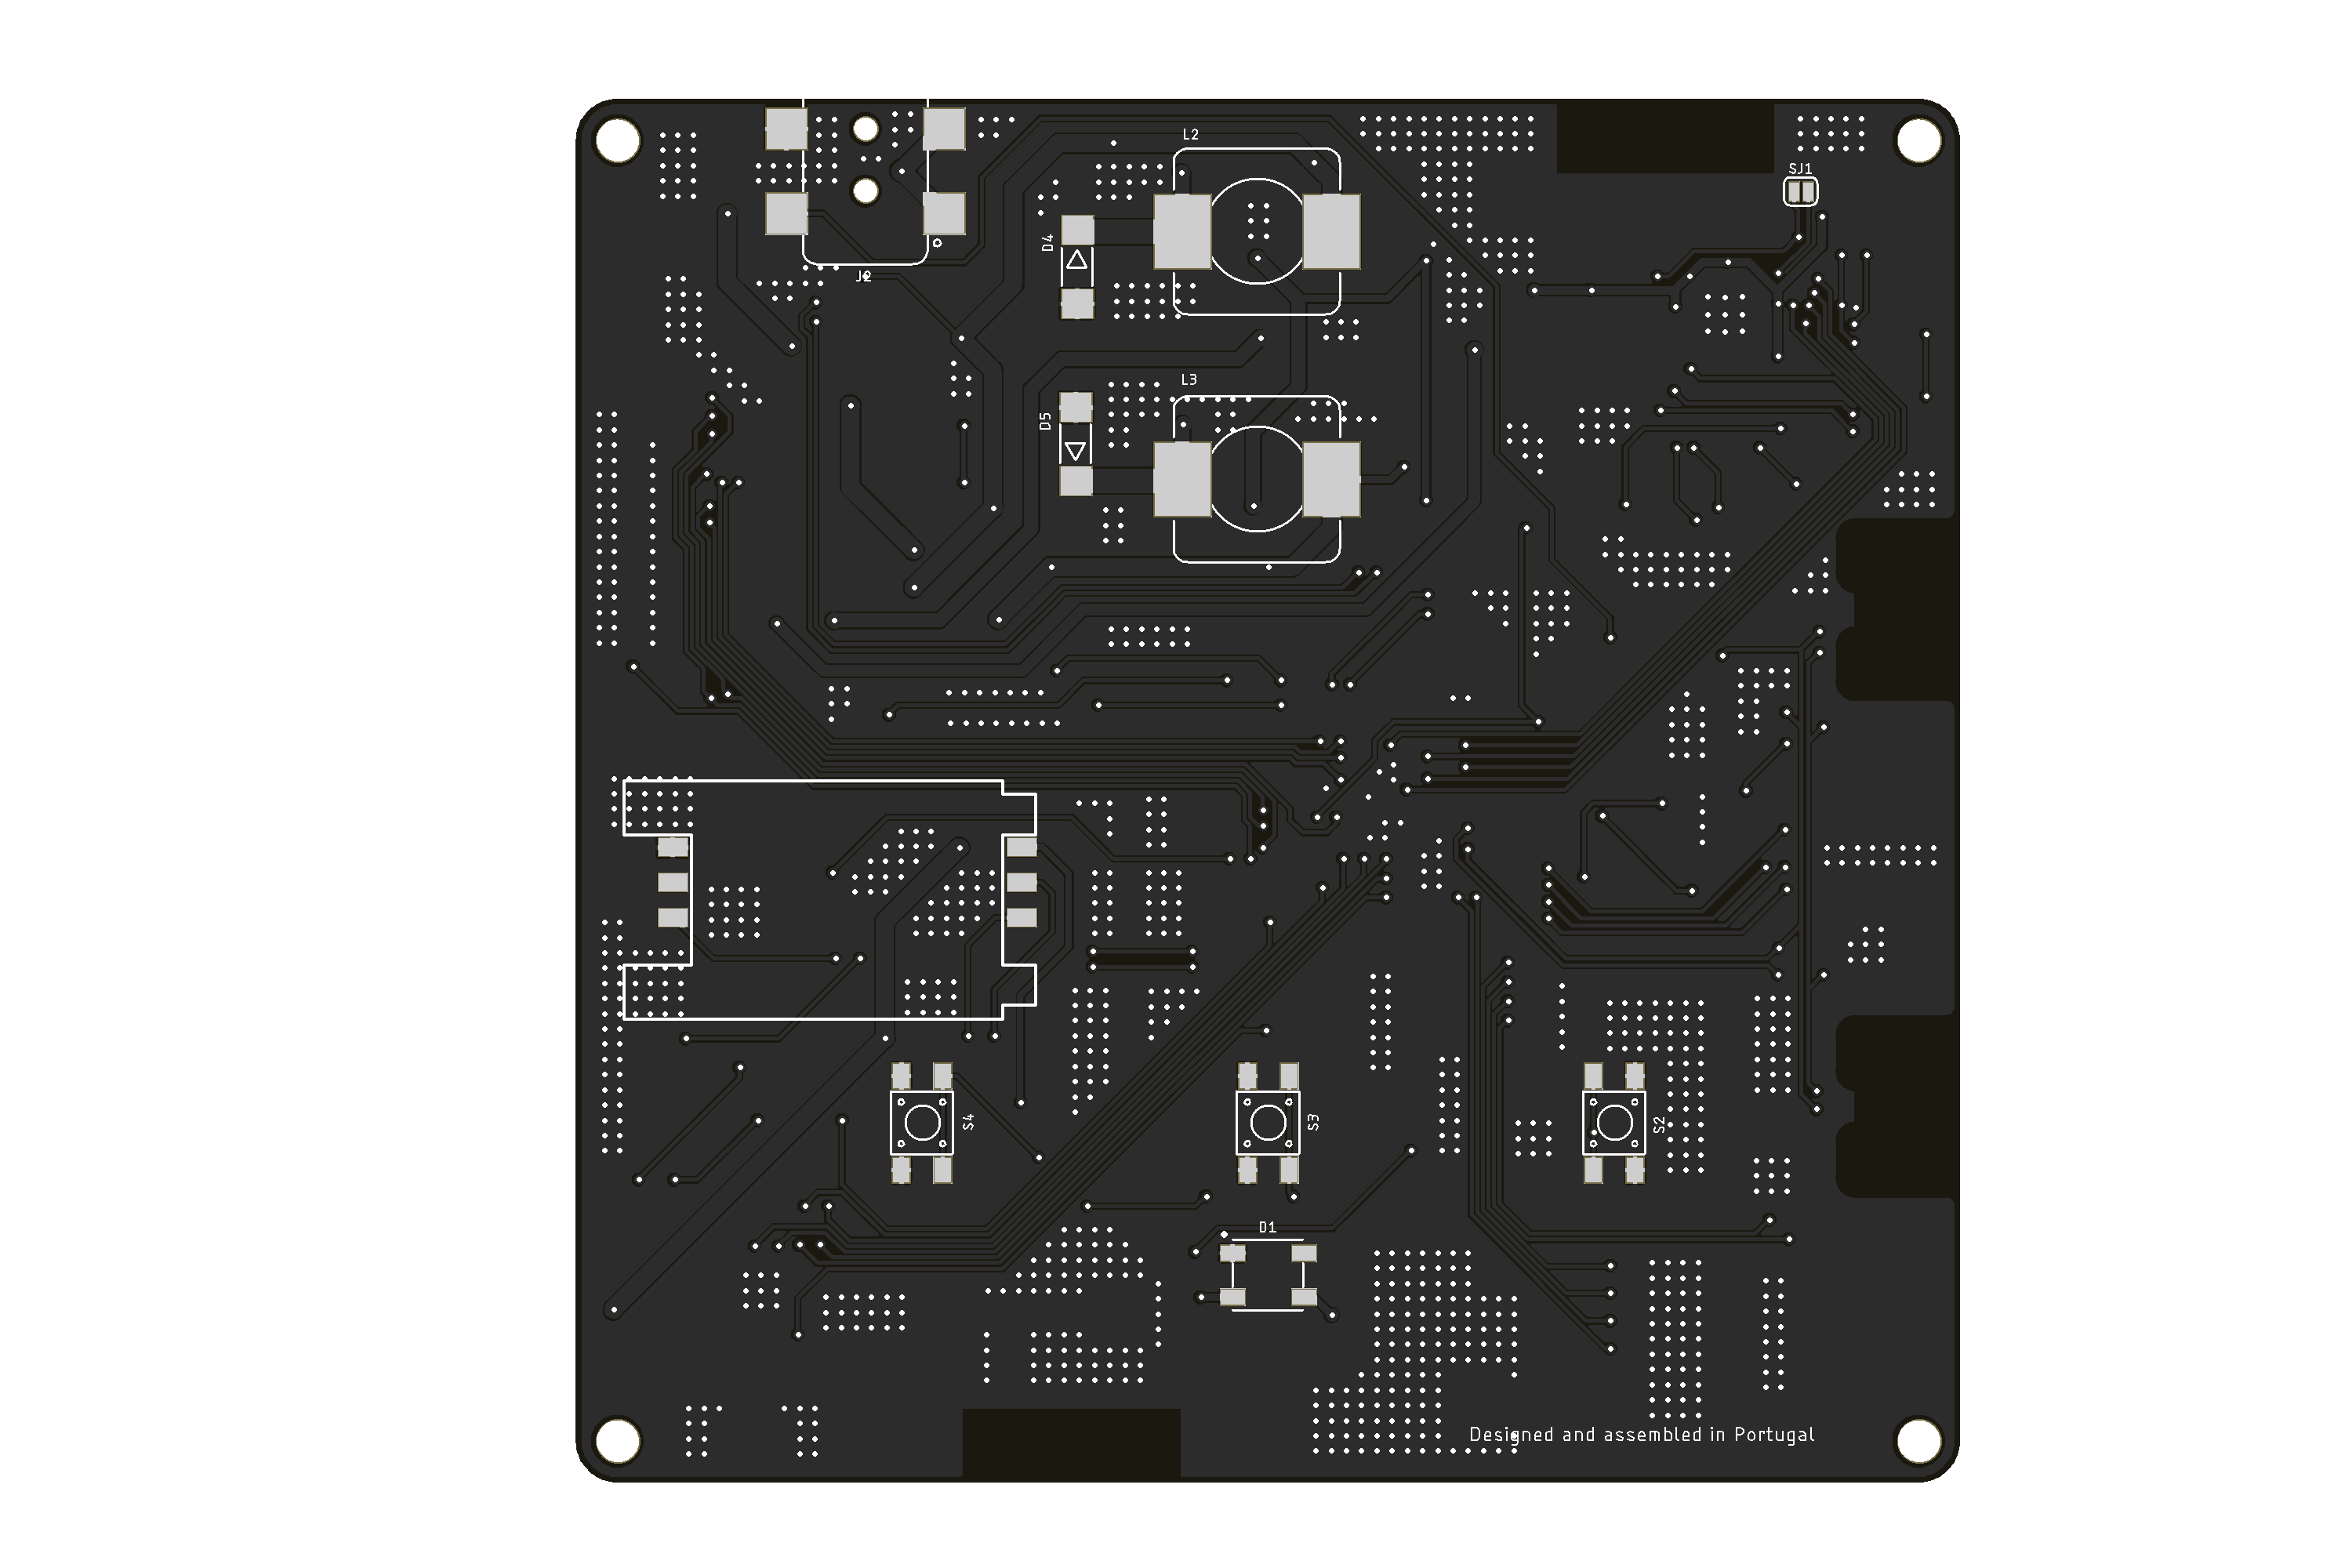 L2
SJ1
D4
J2
L3
D5
S4
S3
S2
D1
Designed and assembled in Portugal